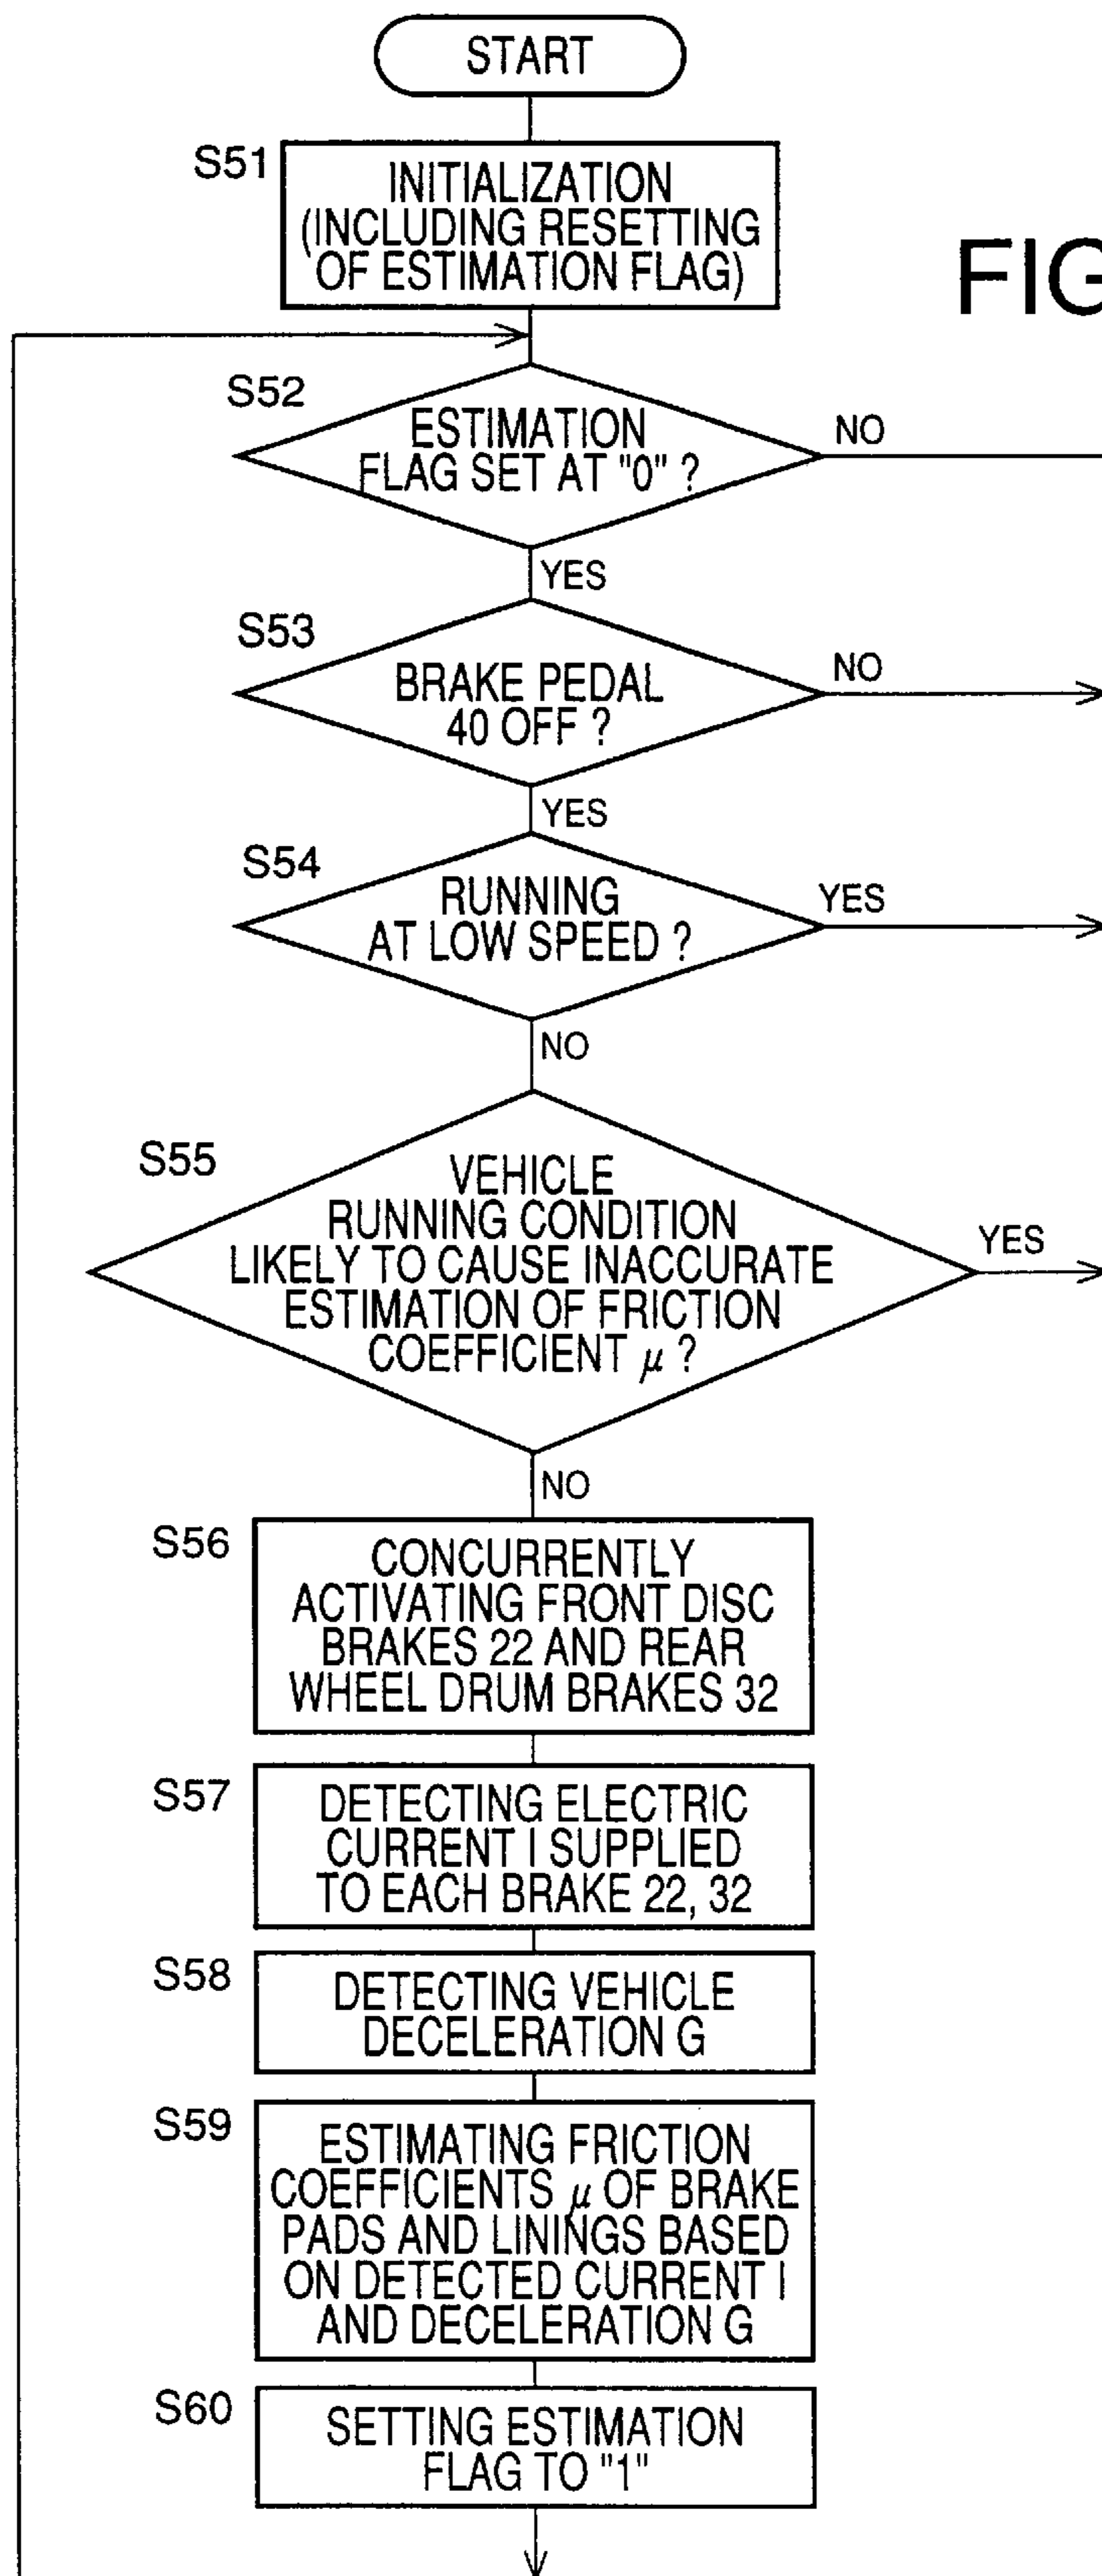 START
S51
INITIALIZATION
(INCLUDING RESETTING
OF ESTIMATION FLAG)
FIG
S52
ESTIMATION
FLAG SET AT "0" ?
NO
YES
S53
BRAKE PEDAL
40 OFF ?
NO
YES
S54
RUNNING
AT LOW SPEED ?
YES
NO
S55
VEHICLE
RUNNING CONDITION
LIKELY TO CAUSE INACCURATE
ESTIMATION OF FRICTION
COEFFICIENT μ ?
YES
NO
S56
CONCURRENTLY
ACTIVATING FRONT DISC
BRAKES 22 AND REAR
WHEEL DRUM BRAKES 32
S57
DETECTING ELECTRIC
CURRENT I SUPPLIED
TO EACH BRAKE 22, 32
S58
DETECTING VEHICLE
DECELERATION G
S59
ESTIMATING FRICTION
COEFFICIENTS μ OF BRAKE
PADS AND LININGS BASED
ON DETECTED CURRENT I
AND DECELERATION G
S60
SETTING ESTIMATION
FLAG TO "1"